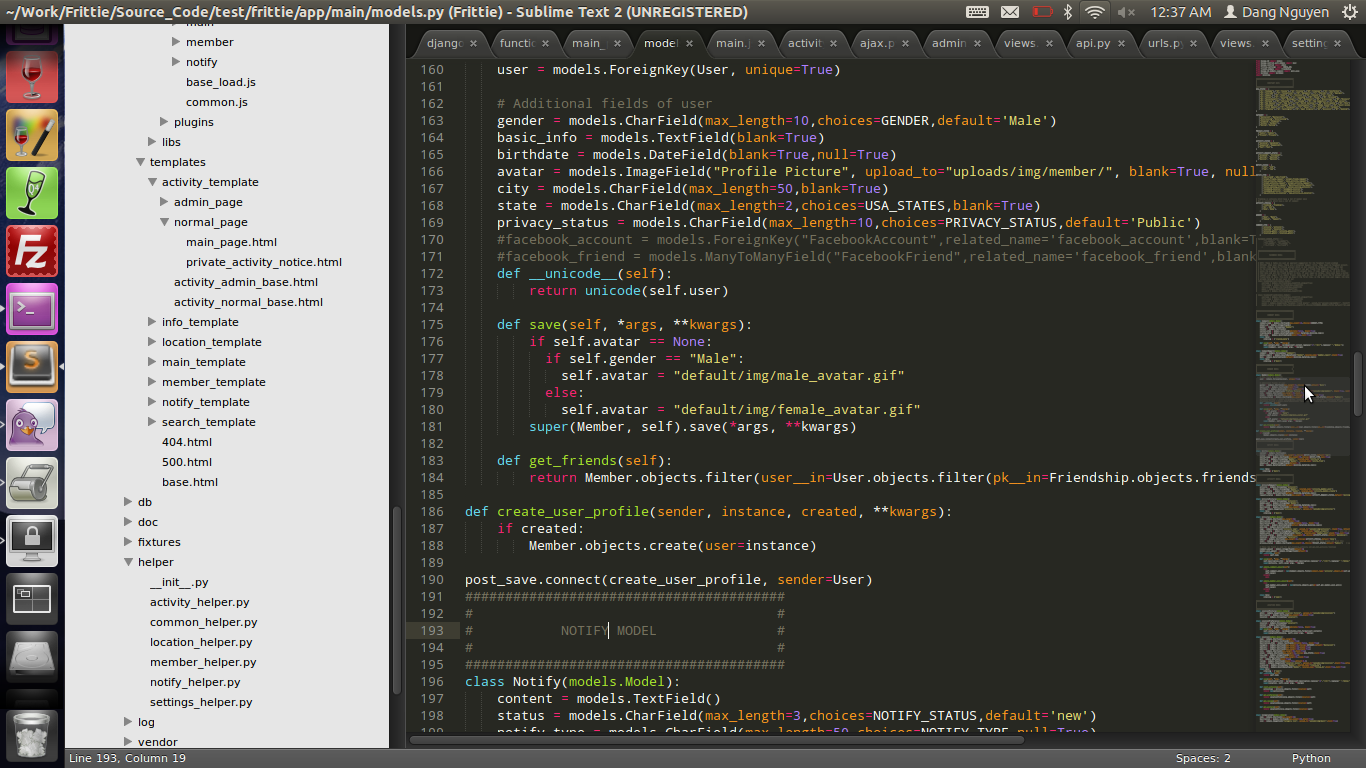 ~/Work/Frittie/Source_Code/test/frittie/app/main/models.py (Frittie) - Sublime Text 2 (UNREGISTERED)
12:37 AM
Dang Nguyen
main
member
notify
base_load.js
common.js
plugins
libs
templates
activity_template
admin_page
normal_page
main_page.html
private_activity_notice.html
activity_admin_base.html
activity_normal_base.html
info_template
location_template
main_template
member_template
notify_template
search_template
404.html
500.html
base.html
db
doc
fixtures
helper
__init__.py
activity_helper.py
common_helper.py
location_helper.py
member_helper.py
notify_helper.py
settings_helper.py
log
vendor
djang × functi × main_ × model × main.j × activit × ajax.p × admin × views × api.py × urls.py × views × setting ×
160 user = models.ForeignKey(User, unique=True)
161
162 # Additional fields of user
163 gender = models.CharField(max_length=10,choices=GENDER,default='Male')
164 basic_info = models.TextField(blank=True)
165 birthdate = models.DateField(blank=True,null=True)
166 avatar = models.ImageField("Profile Picture", upload_to="uploads/img/member/", blank=True, null
167 city = models.CharField(max_length=50,blank=True)
168 state = models.CharField(max_length=2,choices=USA_STATES,blank=True)
169 privacy_status = models.CharField(max_length=10,choices=PRIVACY_STATUS,default='Public')
170 #facebook_account = models.ForeignKey("FacebookAccount",related_name='facebook_account',blank=T
171 #facebook_friend = models.ManyToManyField("FacebookFriend",related_name='facebook_friend',blank
172 def __unicode__(self):
173 return unicode(self.user)
174
175 def save(self, *args, **kwargs):
176 if self.avatar == None:
177 if self.gender == "Male":
178 self.avatar = "default/img/male_avatar.gif"
179 else:
180 self.avatar = "default/img/female_avatar.gif"
181 super(Member, self).save(*args, **kwargs)
182
183 def get_friends(self):
184 return Member.objects.filter(user__in=User.objects.filter(pk__in=Friendship.objects.friends
185
186 def create_user_profile(sender, instance, created, **kwargs):
187 if created:
188 Member.objects.create(user=instance)
189
190 post_save.connect(create_user_profile, sender=User)
191 ########################################
192 # #
193 # NOTIFY MODEL #
194 # #
195 ########################################
196 class Notify(models.Model):
197 content = models.TextField()
198 status = models.CharField(max_length=3,choices=NOTIFY_STATUS,default='new')
199 notify_type = models.CharField(max_length=50,choices=NOTIFY_TYPE,null=True)
Line 193, Column 19
Spaces: 2
Python